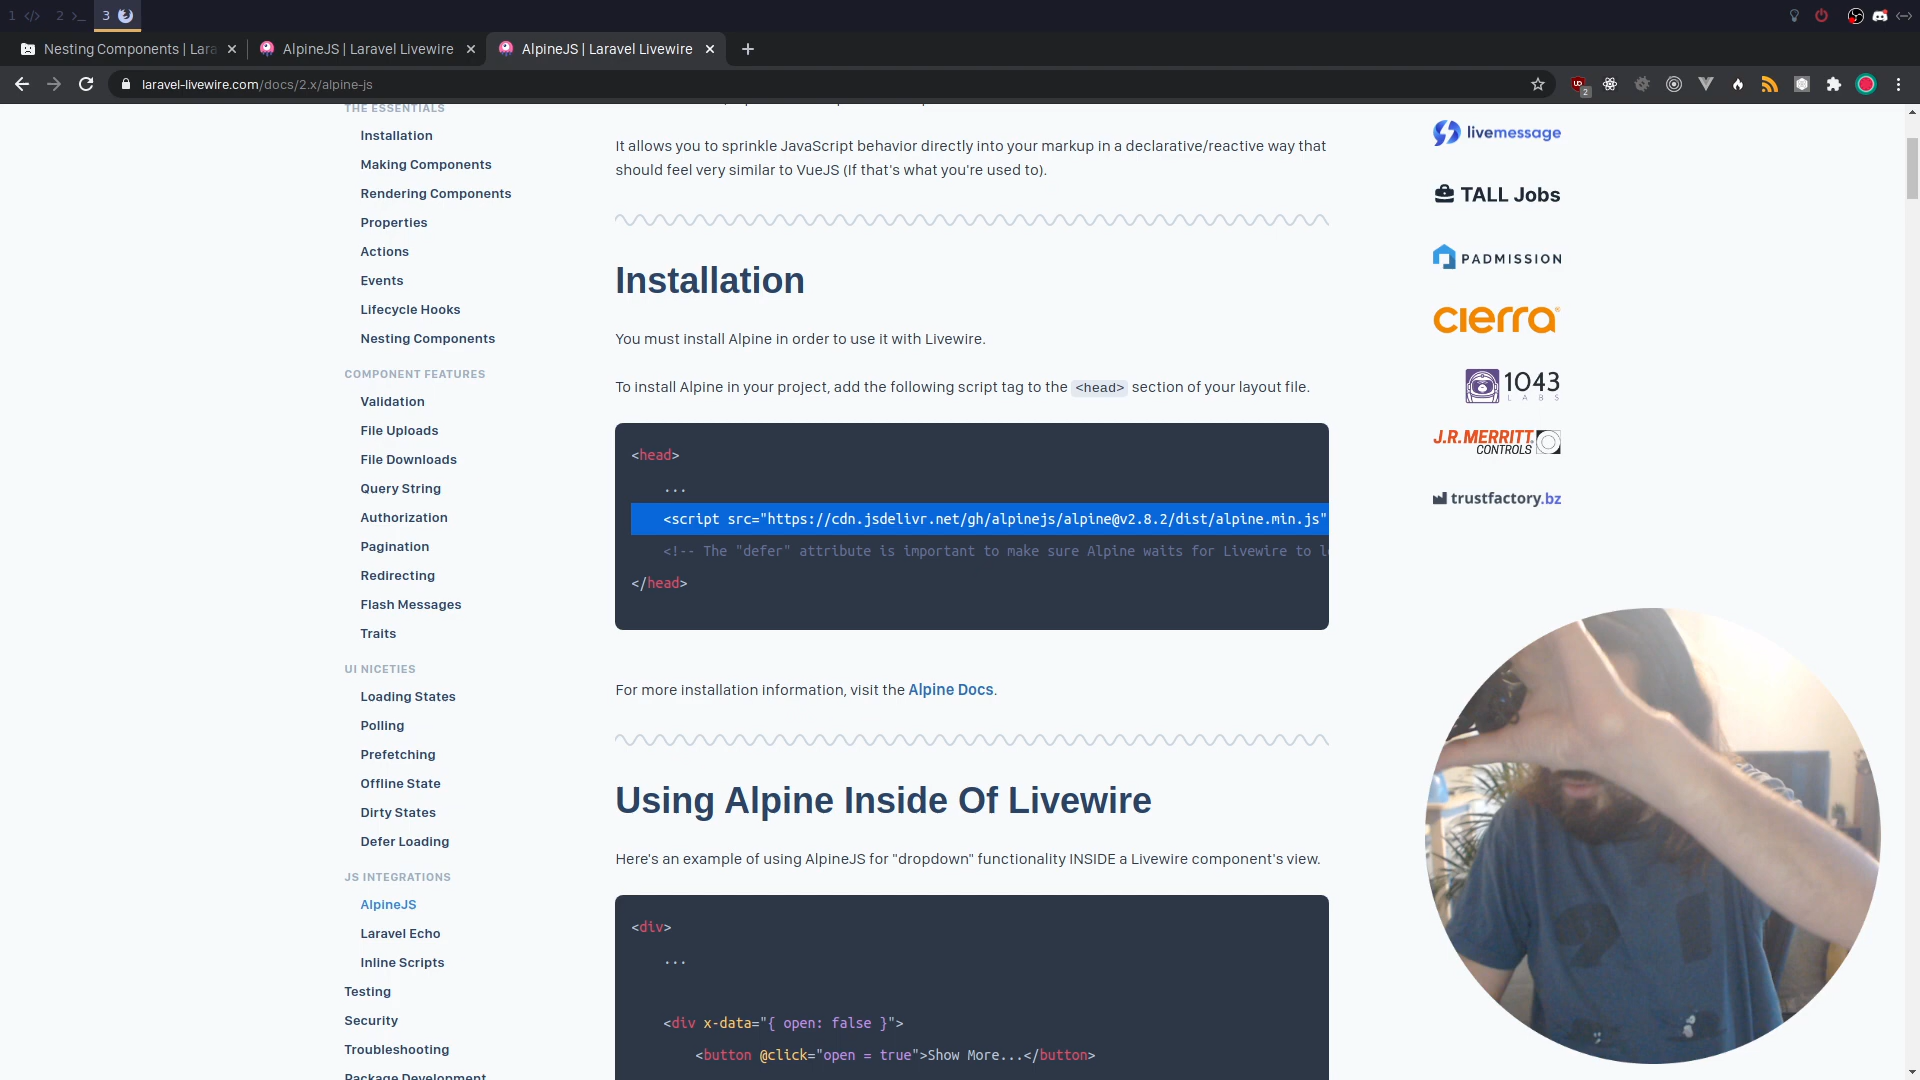 1 </> 2 >_ 3
Nesting Components | Lara
AlpineJS | Laravel Livewire
AlpineJS | Laravel Livewire
laravel-livewire.com/docs/2.x/alpine-js
2
THE ESSENTIALS
Installation
Making Components
Rendering Components
Properties
Actions
Events
Lifecycle Hooks
Nesting Components
COMPONENT FEATURES
Validation
File Uploads
File Downloads
Query String
Authorization
Pagination
Redirecting
Flash Messages
Traits
UI NICETIES
Loading States
Polling
Prefetching
Offline State
Dirty States
Defer Loading
JS INTEGRATIONS
AlpineJS
Laravel Echo
Inline Scripts
Testing
Security
Troubleshooting
Package Development
It allows you to sprinkle JavaScript behavior directly into your markup in a declarative/reactive way that
should feel very similar to VueJS (If that's what you're used to).
Installation
You must install Alpine in order to use it with Livewire.
To install Alpine in your project, add the following script tag to the <head> section of your layout file.
<head>
...
<script src="https://cdn.jsdelivr.net/gh/alpinejs/alpine@v2.8.2/dist/alpine.min.js"
<!-- The "defer" attribute is important to make sure Alpine waits for Livewire to
</head>
For more installation information, visit the Alpine Docs.
Using Alpine Inside Of Livewire
Here's an example of using AlpineJS for "dropdown" functionality INSIDE a Livewire component's view.
<div>
...
<div x-data="{ open: false }">
<button @click="open = true">Show More...</button>
livemessage
TALL Jobs
PADMISSION
cierra®
1043
LABS
J.R.MERRITT
CONTROLS
trustfactory.bz